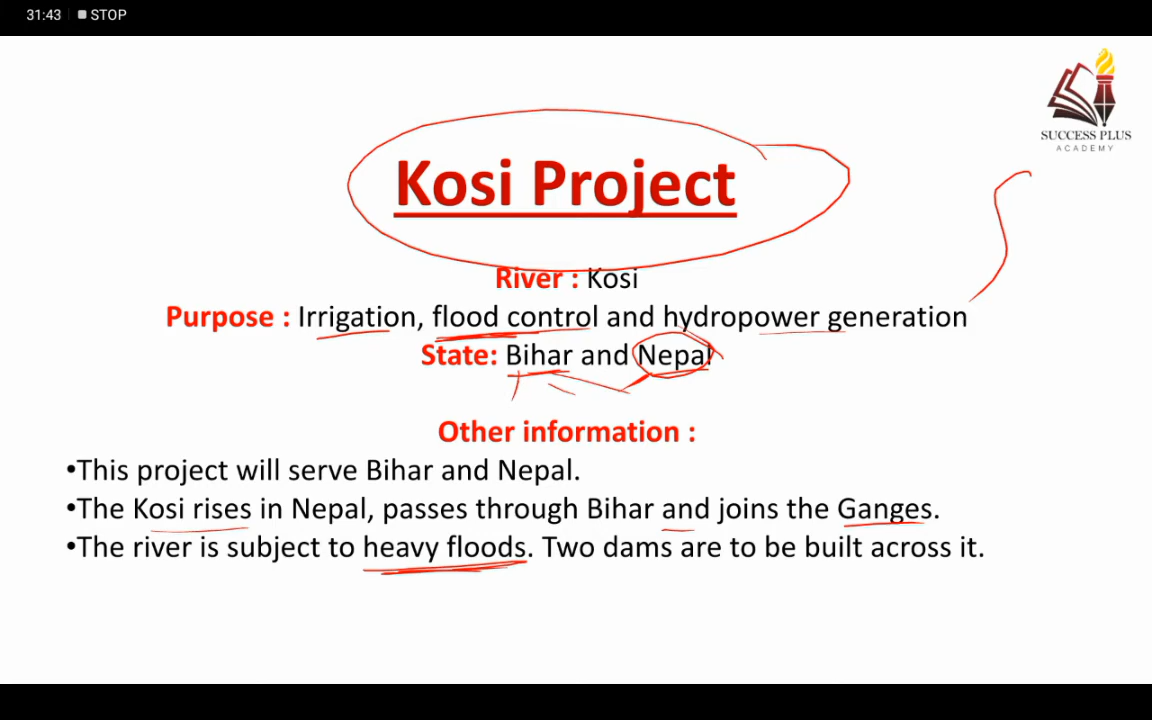 31:43 STOP
SUCCESS PLUS
ACADEMY
Kosi Project
River : Kosi
Purpose : Irrigation, flood control and hydropower generation
State: Bihar and Nepal
Other information :
•This project will serve Bihar and Nepal.
•The Kosi rises in Nepal, passes through Bihar and joins the Ganges.
•The river is subject to heavy floods. Two dams are to be built across it.